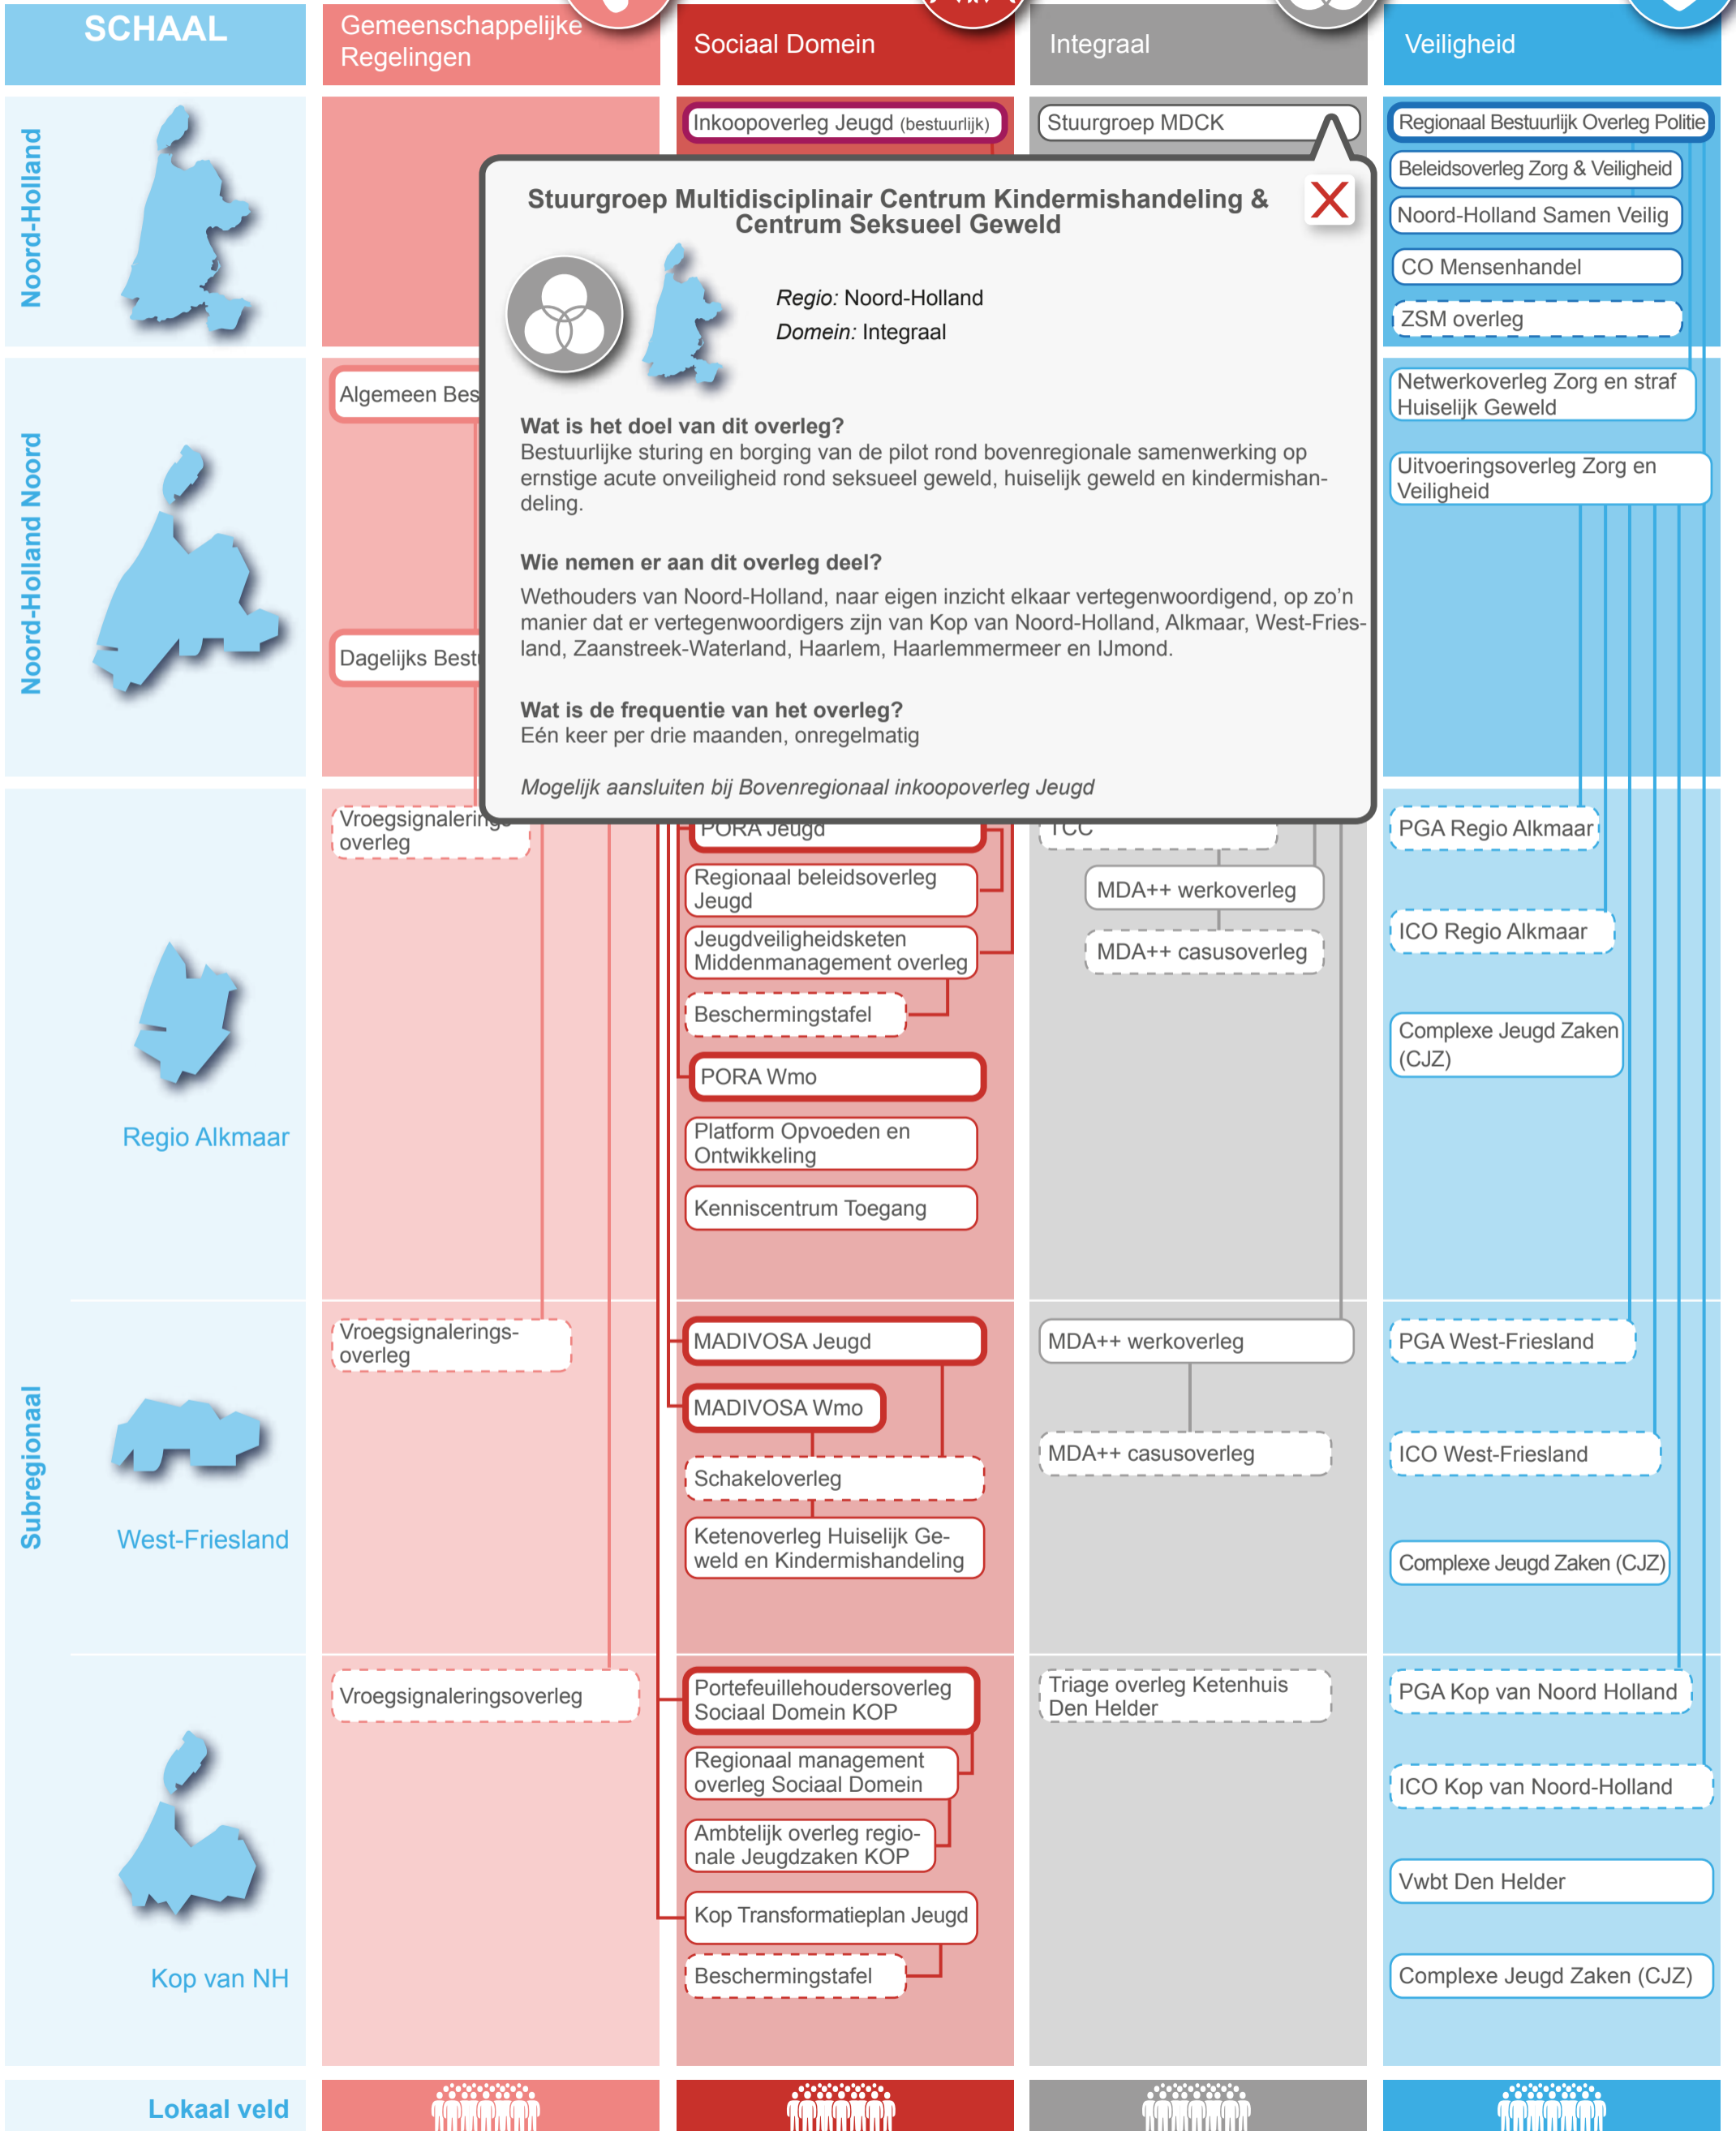 SCHAAL
Gemeenschappelijke
Regelingen
Sociaal Domein
Integraal
Veiligheid
Noord-Holland
Inkoopoverleg Jeugd (bestuurlijk)
Stuurgroep MDCK
Regionaal Bestuurlijk Overleg Politie
Beleidsoverleg Zorg & Veiligheid
Noord-Holland Samen Veilig
CO Mensenhandel
ZSM overleg
Stuurgroep Multidisciplinair Centrum Kindermishandeling &
Centrum Seksueel Geweld
X
Regio: Noord-Holland
Domein: Integraal
Wat is het doel van dit overleg?
Bestuurlijke sturing en borging van de pilot rond bovenregionale samenwerking op
ernstige acute onveiligheid rond seksueel geweld, huiselijk geweld en kindermishan-
deling.
Wie nemen er aan dit overleg deel?
Wethouders van Noord-Holland, naar eigen inzicht elkaar vertegenwoordigend, op zo’n
manier dat er vertegenwoordigers zijn van Kop van Noord-Holland, Alkmaar, West-Fries-
land, Zaanstreek-Waterland, Haarlem, Haarlemmermeer en IJmond.
Wat is de frequentie van het overleg?
Eén keer per drie maanden, onregelmatig
Mogelijk aansluiten bij Bovenregionaal inkoopoverleg Jeugd
Noord-Holland Noord
Algemeen Bes
Dagelijks Best
Netwerkoverleg Zorg en straf
Huiselijk Geweld
Uitvoeringsoverleg Zorg en
Veiligheid
Subregionaal
Regio Alkmaar
Vroegsignalerings
overleg
PORA Jeugd
Regionaal beleidsoverleg
Jeugd
Jeugdveiligheidsketen
Middenmanagement overleg
Beschermingstafel
PORA Wmo
Platform Opvoeden en
Ontwikkeling
Kenniscentrum Toegang
TCC
MDA++ werkoverleg
MDA++ casusoverleg
PGA Regio Alkmaar
ICO Regio Alkmaar
Complexe Jeugd Zaken
(CJZ)
West-Friesland
Vroegsignalerings-
overleg
MADIVOSA Jeugd
MADIVOSA Wmo
Schakeloverleg
Ketenoverleg Huiselijk Ge-
weld en Kindermishandeling
MDA++ werkoverleg
MDA++ casusoverleg
PGA West-Friesland
ICO West-Friesland
Complexe Jeugd Zaken (CJZ)
Kop van NH
Vroegsignaleringsoverleg
Portefeuillehoudersoverleg
Sociaal Domein KOP
Regionaal management
overleg Sociaal Domein
Ambtelijk overleg regio-
nale Jeugdzaken KOP
Kop Transformatieplan Jeugd
Beschermingstafel
Triage overleg Ketenhuis
Den Helder
PGA Kop van Noord Holland
ICO Kop van Noord-Holland
Vwbt Den Helder
Complexe Jeugd Zaken (CJZ)
Lokaal veld